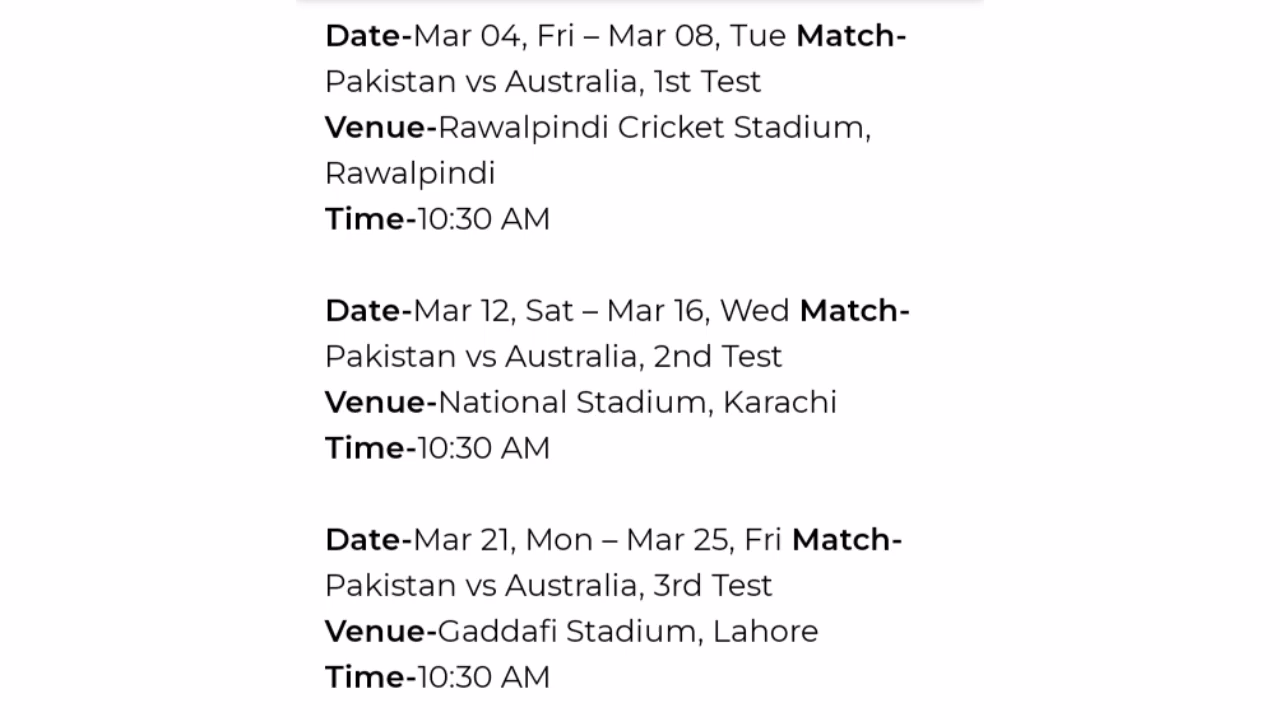 Date-Mar 04, Fri – Mar 08, Tue Match-
Pakistan vs Australia, 1st Test
Venue-Rawalpindi Cricket Stadium,
Rawalpindi
Time-10:30 AM
Date-Mar 12, Sat – Mar 16, Wed Match-
Pakistan vs Australia, 2nd Test
Venue-National Stadium, Karachi
Time-10:30 AM
Date-Mar 21, Mon – Mar 25, Fri Match-
Pakistan vs Australia, 3rd Test
Venue-Gaddafi Stadium, Lahore
Time-10:30 AM